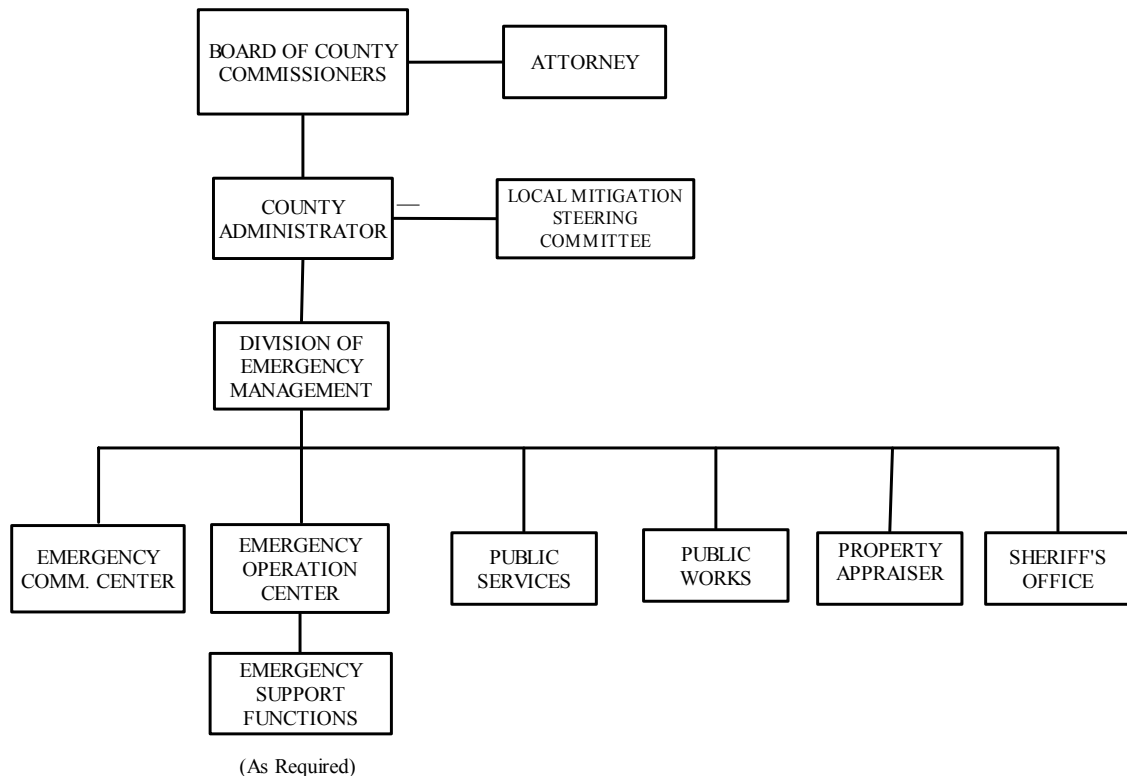 BOARD OF COUNTY
COMMISSIONERS
ATTORNEY
COUNTY
ADMINISTRATOR
LOCAL MITIGATION
STEERING
COMMITTEE
DIVISION OF
EMERGENCY
MANAGEMENT
EMERGENCY
COMM. CENTER
EMERGENCY
OPERATION
CENTER
PUBLIC
SERVICES
PUBLIC
WORKS
PROPERTY
APPRAISER
SHERIFF'S
OFFICE
EMERGENCY
SUPPORT
FUNCTIONS
(As Required)